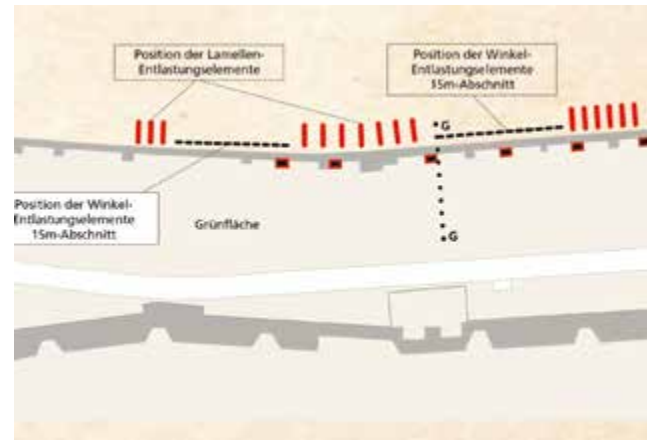 Position der Lamellen-
Entlastungselemente
Position der Winkel-
Entlastungselemente
15m-Abschnitt
G
Position der Winkel-
Entlastungselemente
15m-Abschnitt
Grünfläche
G